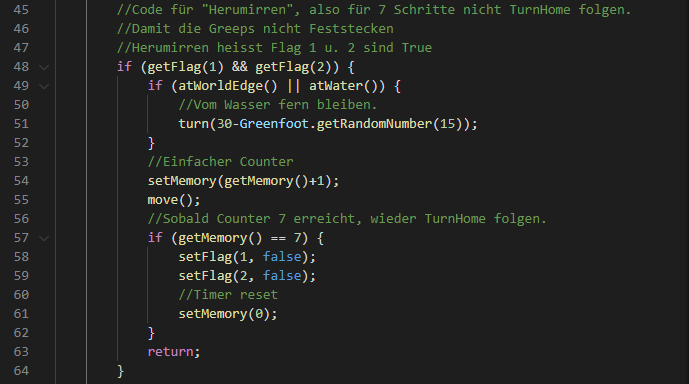 45 //Code für "Herumirren", also für 7 Schritte nicht TurnHome folgen.
46 //Damit die Greeps nicht Feststecken
47 //Herumirren heisst Flag 1 u. 2 sind True
48 if (getFlag(1) && getFlag(2)) {
49 if (atWorldEdge() || atWater()) {
50 //Vom Wasser fern bleiben.
51 turn(30-Greenfoot.getRandomNumber(15));
52 }
53 //Einfacher Counter
54 setMemory(getMemory()+1);
55 move();
56 //Sobald Counter 7 erreicht, wieder TurnHome folgen.
57 if (getMemory() == 7) {
58 setFlag(1, false);
59 setFlag(2, false);
60 //Timer reset
61 setMemory(0);
62 }
63 return;
64 }